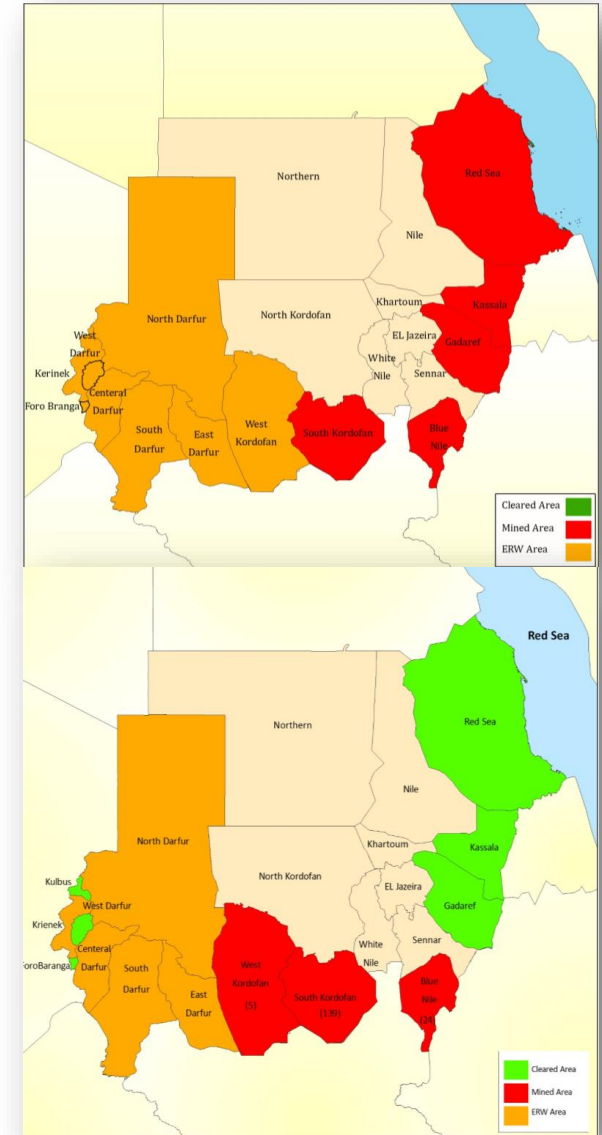 Northern
Red Sea
Nile
Khartoum
Kassala
North Kordofan
North Darfur
EL Jazeira
Gadaref
West
Darfur
White
Nile
Sennar
Kerinek
Centeral
Darfur
Foro Branga
South
Darfur
East
Darfur
West
Kordofan
South Kordofan
Blue
Nile
Cleared Area
Mined Area
ERW Area
Red Sea
Red Sea
Northern
Nile
North Darfur
Khartoum
Kassala
North Kordofan
Kulbus
EL Jazeira
West Darfur
Gadaref
Krienek
Centeral
Darfur
White
Nile
Sennar
ForoBaranga
South
Darfur
East
Darfur
West
Kordofan
(5)
South Kordofan
(139)
Blue
Nile
(24)
Cleared Area
Mined Area
ERW Area